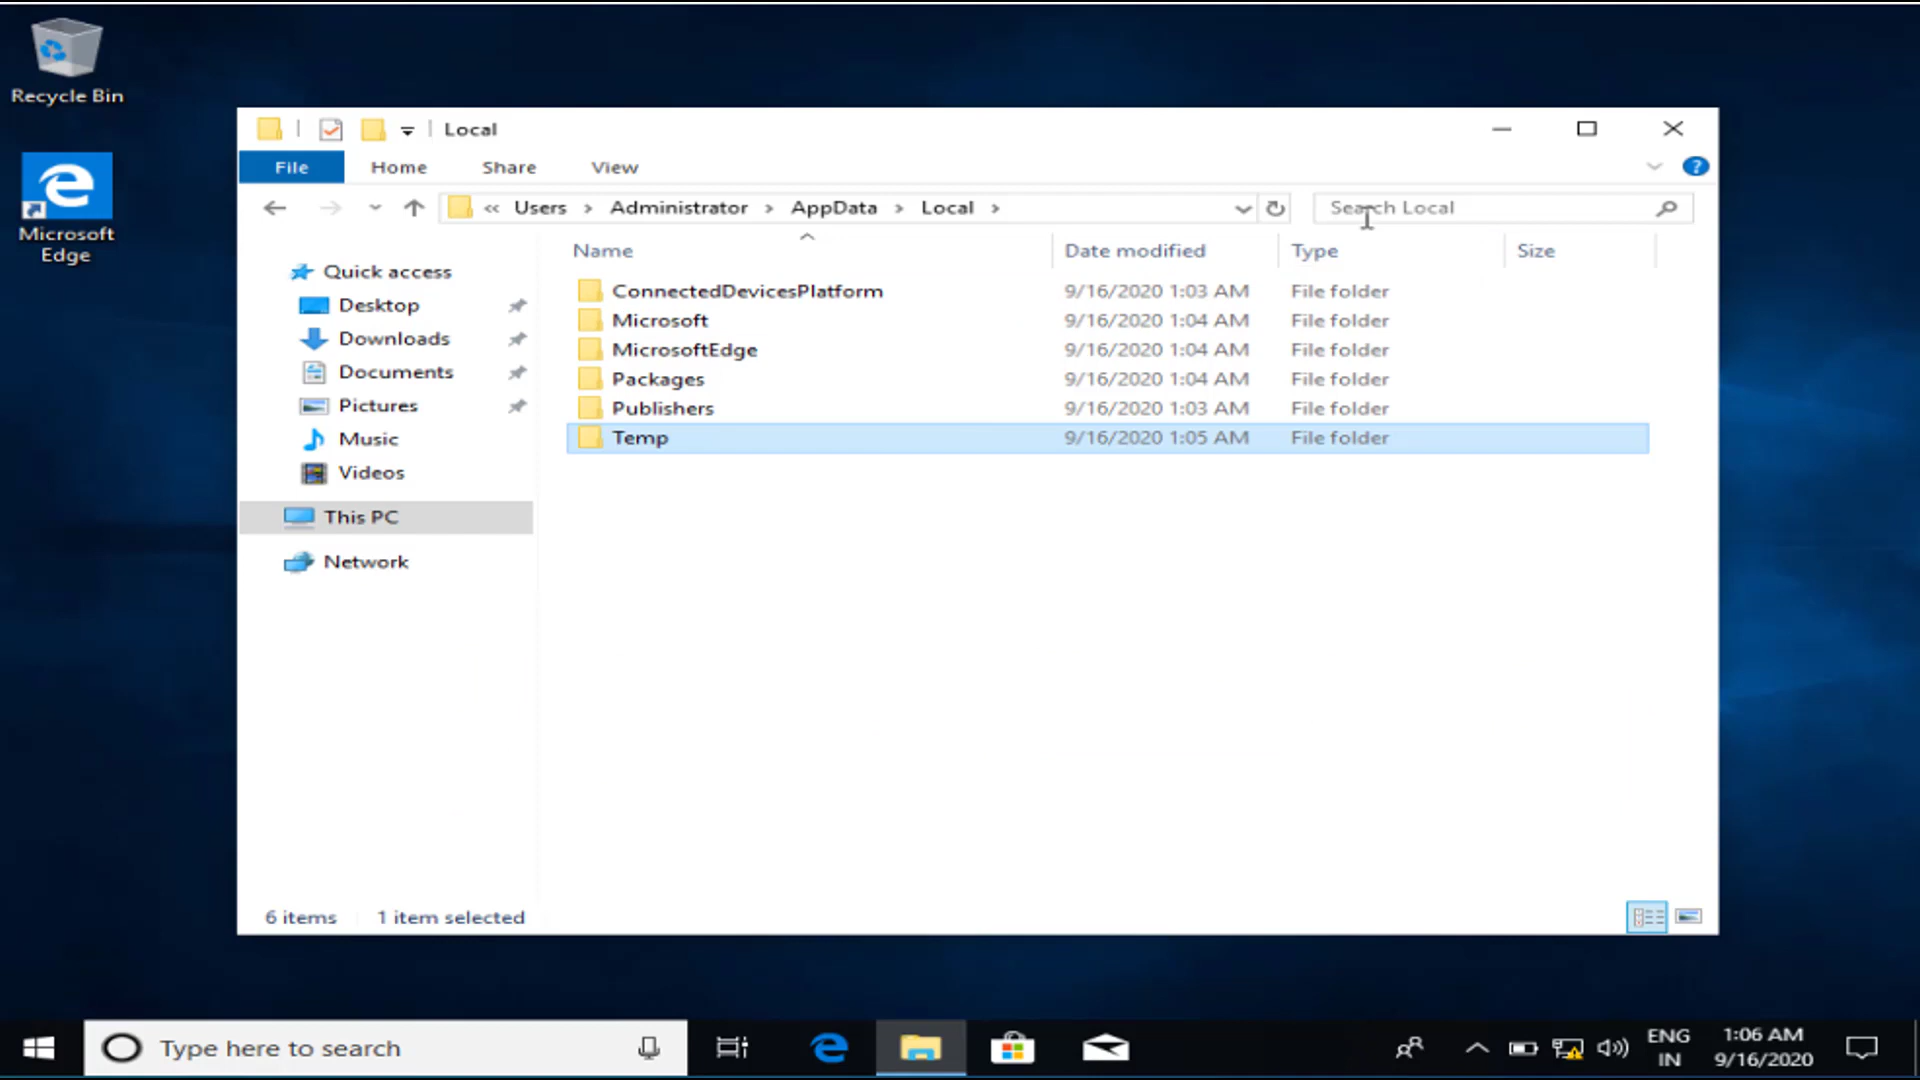 Recycle Bin
Microsoft
Edge
Local
File Home Share View
« Users > Administrator > AppData > Local >
Search Local
Name Date modified Type Size
Quick access
Desktop
Downloads
Documents
Pictures
Music
Videos
This PC
Network
ConnectedDevicesPlatform 9/16/2020 1:03 AM File folder
Microsoft 9/16/2020 1:04 AM File folder
MicrosoftEdge 9/16/2020 1:04 AM File folder
Packages 9/16/2020 1:04 AM File folder
Publishers 9/16/2020 1:03 AM File folder
Temp 9/16/2020 1:05 AM File folder
6 items 1 item selected
Type here to search
ENG
IN
1:06 AM
9/16/2020